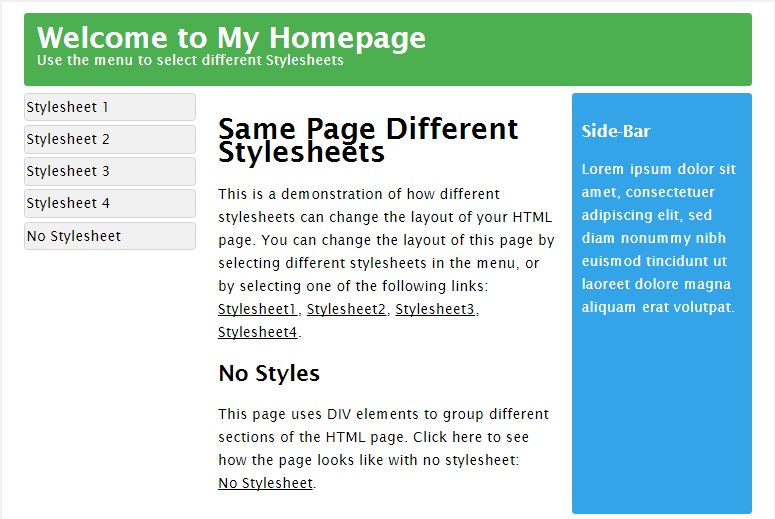 Welcome to My Homepage
Use the menu to select different Stylesheets
Stylesheet 1
Stylesheet 2
Stylesheet 3
Stylesheet 4
No Stylesheet
Same Page Different
Stylesheets
This is a demonstration of how different
stylesheets can change the layout of your HTML
page. You can change the layout of this page by
selecting different stylesheets in the menu, or
by selecting one of the following links:
Stylesheet1, Stylesheet2, Stylesheet3,
Stylesheet4.
No Styles
This page uses DIV elements to group different
sections of the HTML page. Click here to see
how the page looks like with no stylesheet:
No Stylesheet.
Side-Bar
Lorem ipsum dolor sit
amet, consectetuer
adipiscing elit, sed
diam nonummy nibh
euismod tincidunt ut
laoreet dolore magna
aliquam erat volutpat.